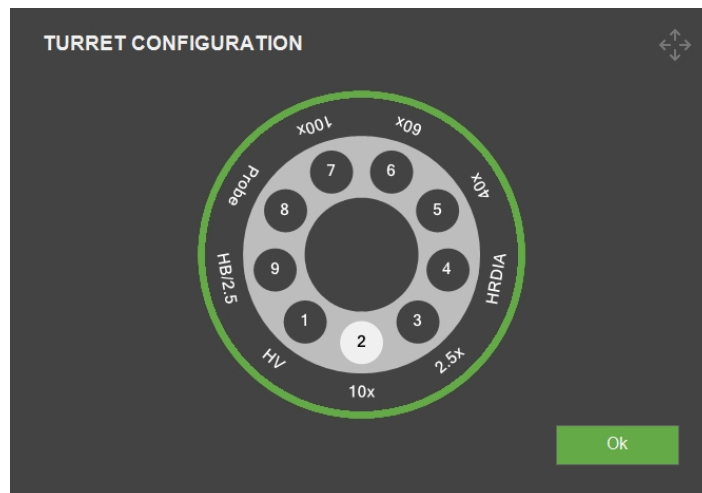 TURRET CONFIGURATION
100x
60x
Probe
40x
7
6
8
5
HB/2.5
9
4
HRDIA
1
3
2
HV
2.5x
10x
Ok